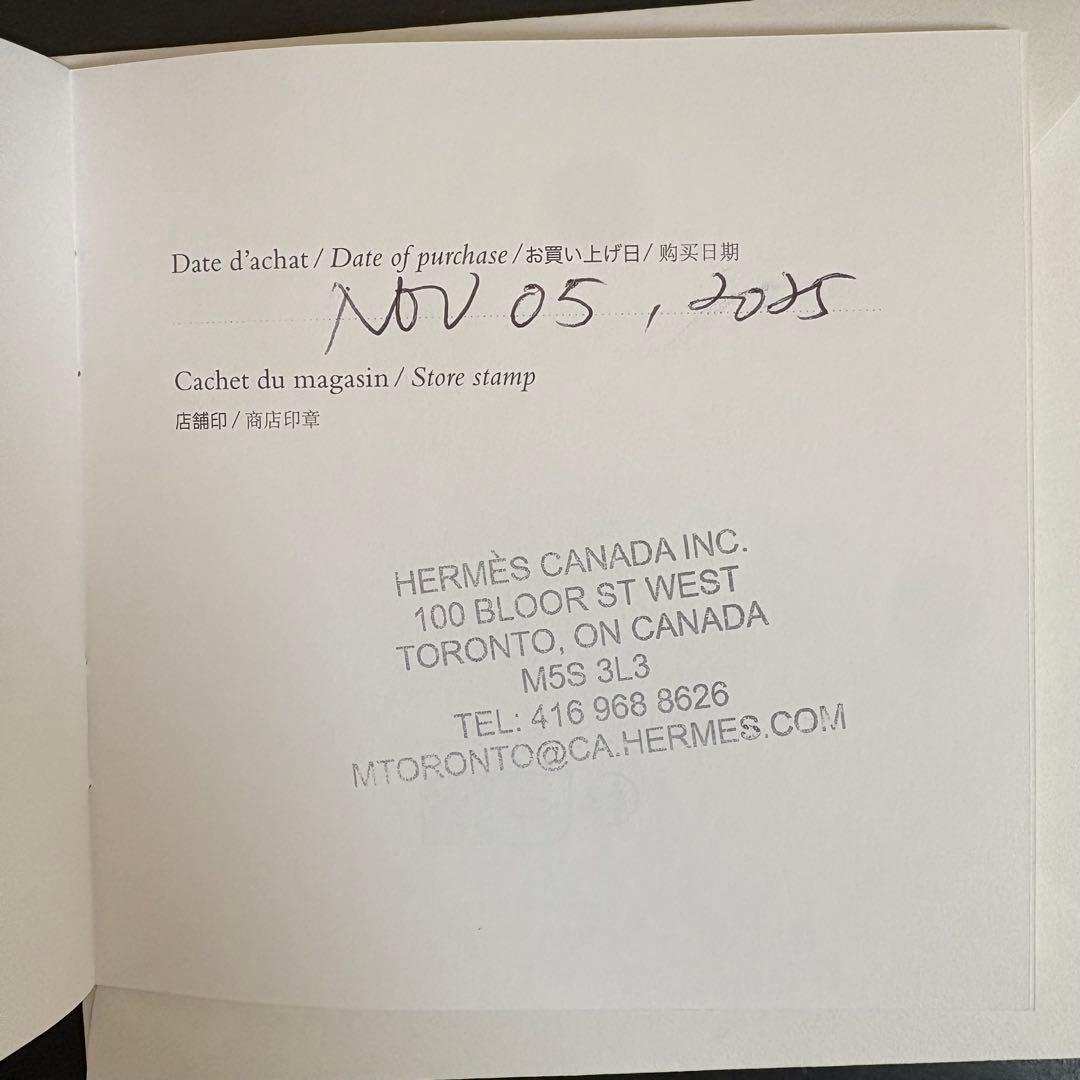 Date d'achat / Date of purchase / お買い上げ日 / 购买日期
NOV 05, 2025
Cachet du magasin / Store stamp
店舗印 / 商店印章
HERMÈS CANADA INC.
100 BLOOR ST WEST
TORONTO, ON CANADA
M5S 3L3
TEL: 416 968 8626
MTORONTO@CA.HERMES.COM